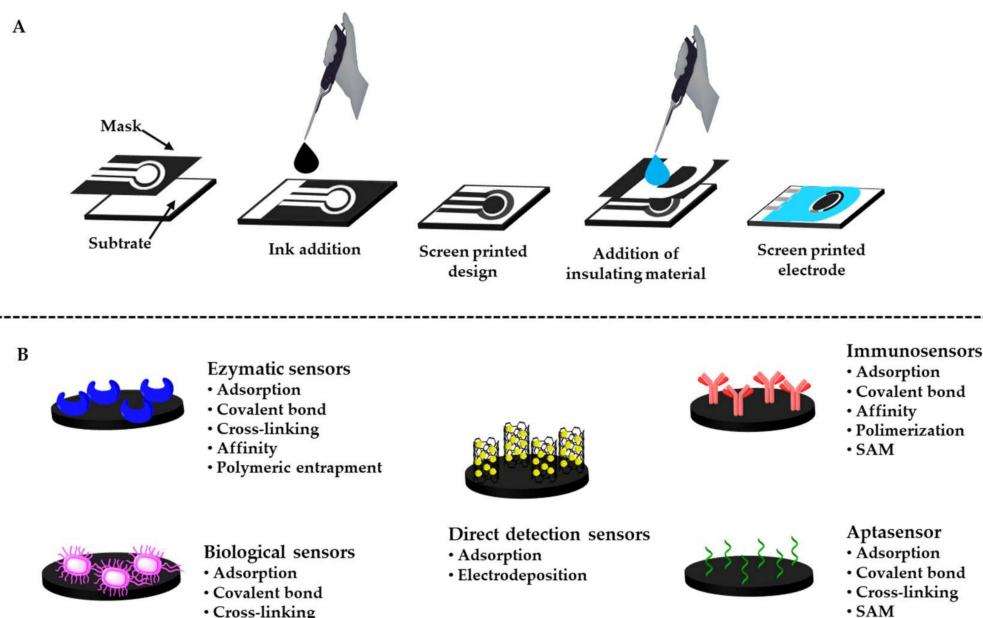 A
Mask
Subtrate
Ink addition
Screen printed
design
Addition of
insulating material
Screen printed
electrode
B
Ezymatic sensors
• Adsorption
• Covalent bond
• Cross-linking
• Affinity
• Polymeric entrapment
Biological sensors
• Adsorption
• Covalent bond
• Cross-linking
Direct detection sensors
• Adsorption
• Electrodeposition
Immunosensors
• Adsorption
• Covalent bond
• Affinity
• Polimerization
• SAM
Aptasensor
• Adsorption
• Covalent bond
• Cross-linking
• SAM